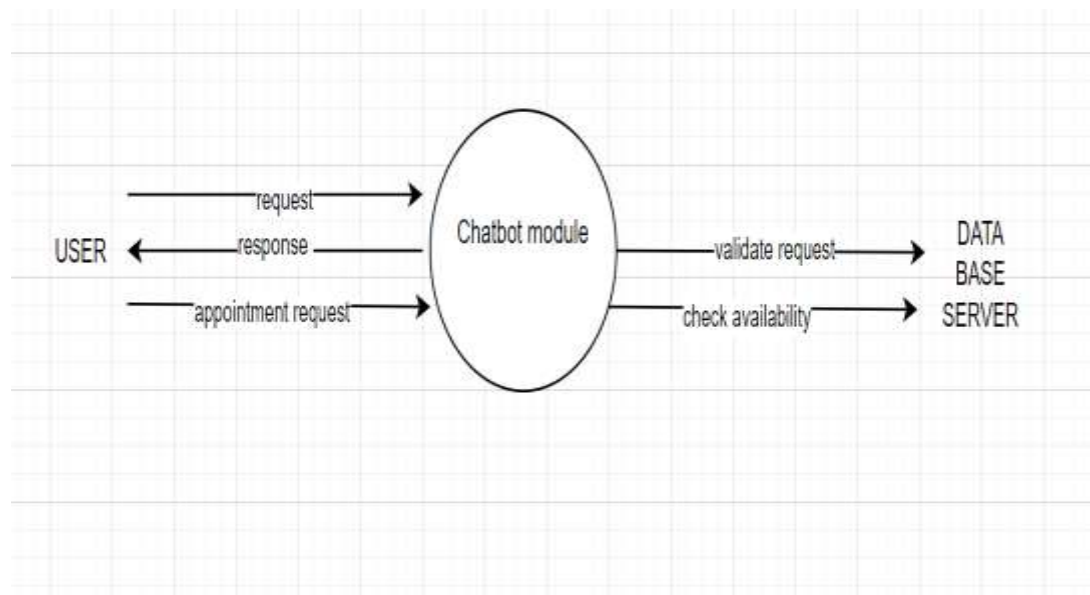 request
Chatbot module
USER
response
validate request
DATA
BASE
SERVER
appointment request
check availability